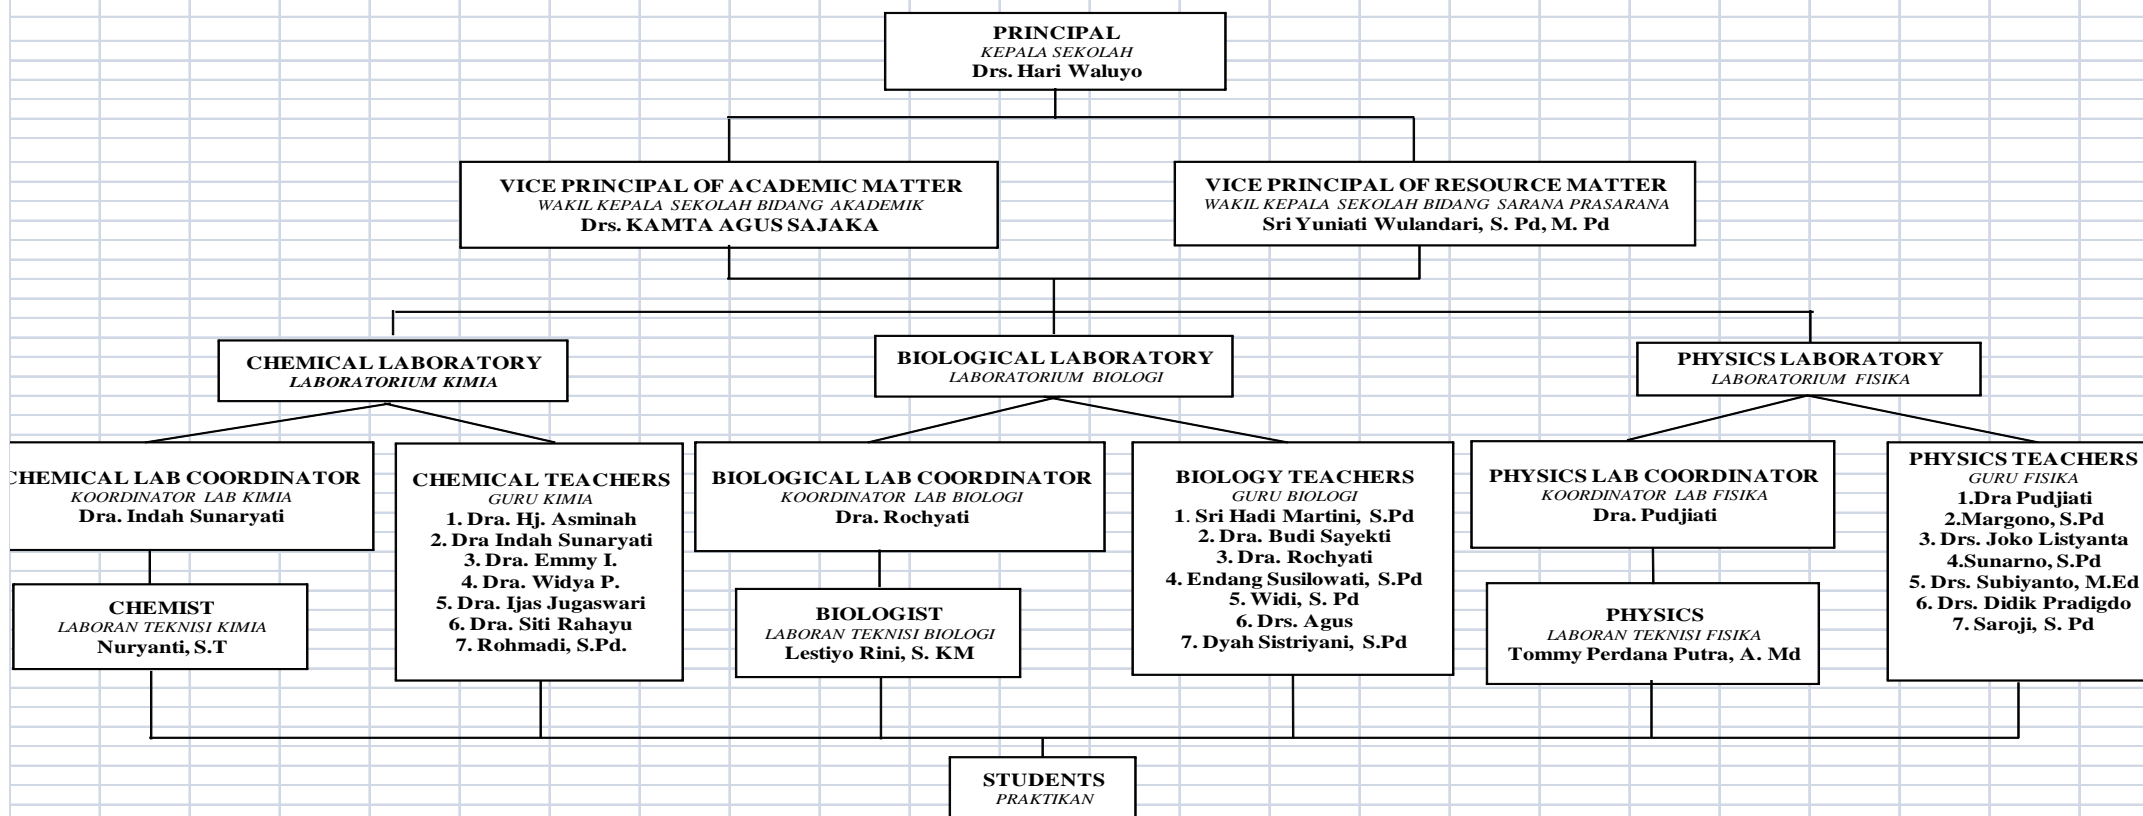 PRINCIPAL
KEPALA SEKOLAH
Drs. Hari Waluyo
VICE PRINCIPAL OF ACADEMIC MATTER
WAKIL KEPALA SEKOLAH BIDANG AKADEMIK
Drs. KAMTA AGUS SAJAKA
VICE PRINCIPAL OF RESOURCE MATTER
WAKIL KEPALA SEKOLAH BIDANG SARANA PRASARANA
Sri Yuniati Wulandari, S. Pd, M. Pd
CHEMICAL LABORATORY
LABORATORIUM KIMIA
BIOLOGICAL LABORATORY
LABORATORIUM BIOLOGI
PHYSICS LABORATORY
LABORATORIUM FISIKA
CHEMICAL LAB COORDINATOR
KOORDINATOR LAB KIMIA
Dra. Indah Sunaryati
CHEMICAL TEACHERS
GURU KIMIA
1. Dra. Hj. Asminah
2. Dra Indah Sunaryati
3. Dra. Emmy I.
4. Dra. Widya P.
5. Dra. Ijas Jugaswari
6. Dra. Siti Rahayu
7. Rohmadi, S.Pd.
BIOLOGICAL LAB COORDINATOR
KOORDINATOR LAB BIOLOGI
Dra. Rochyati
BIOLOGY TEACHERS
GURU BIOLOGI
1. Sri Hadi Martini, S.Pd
2. Dra. Budi Sayekti
3. Dra. Rochyati
4. Endang Susilowati, S.Pd
5. Widi, S. Pd
6. Drs. Agus
7. Dyah Sistriyani, S.Pd
PHYSICS LAB COORDINATOR
KOORDINATOR LAB FISIKA
Dra. Pudjiati
PHYSICS TEACHERS
GURU FISIKA
1.Dra Pudjiati
2.Margono, S.Pd
3. Drs. Joko Listyanta
4.Sunarno, S.Pd
5. Drs. Subiyanto, M.Ed
6. Drs. Didik Pradigdo
7. Saroji, S. Pd
CHEMIST
LABORAN TEKNISI KIMIA
Nuryanti, S.T
BIOLOGIST
LABORAN TEKNISI BIOLOGI
Lestiyo Rini, S. KM
PHYSICS
LABORAN TEKNISI FISIKA
Tommy Perdana Putra, A. Md
STUDENTS
PRAKTIKAN